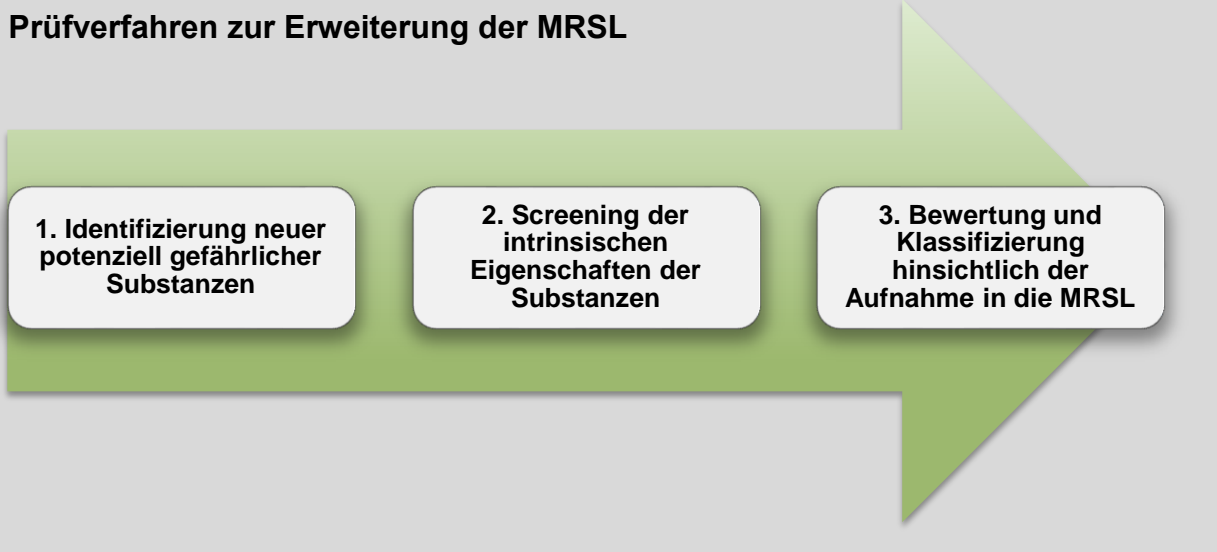 Prüfverfahren zur Erweiterung der MRSL
1. Identifizierung neuer
potenziell gefährlicher
Substanzen
2. Screening der
intrinsischen
Eigenschaften der
Substanzen
3. Bewertung und
Klassifizierung
hinsichtlich der
Aufnahme in die MRSL